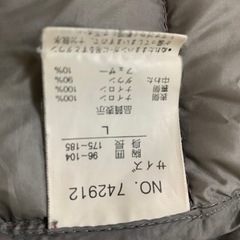 NO. 742912
サイズ
胸囲 96-104
身長 175-185
L
品質表示
表側 ナイロン 100%
裏側 ナイロン 100%
中わた ダウン 90%
フェザー 10%